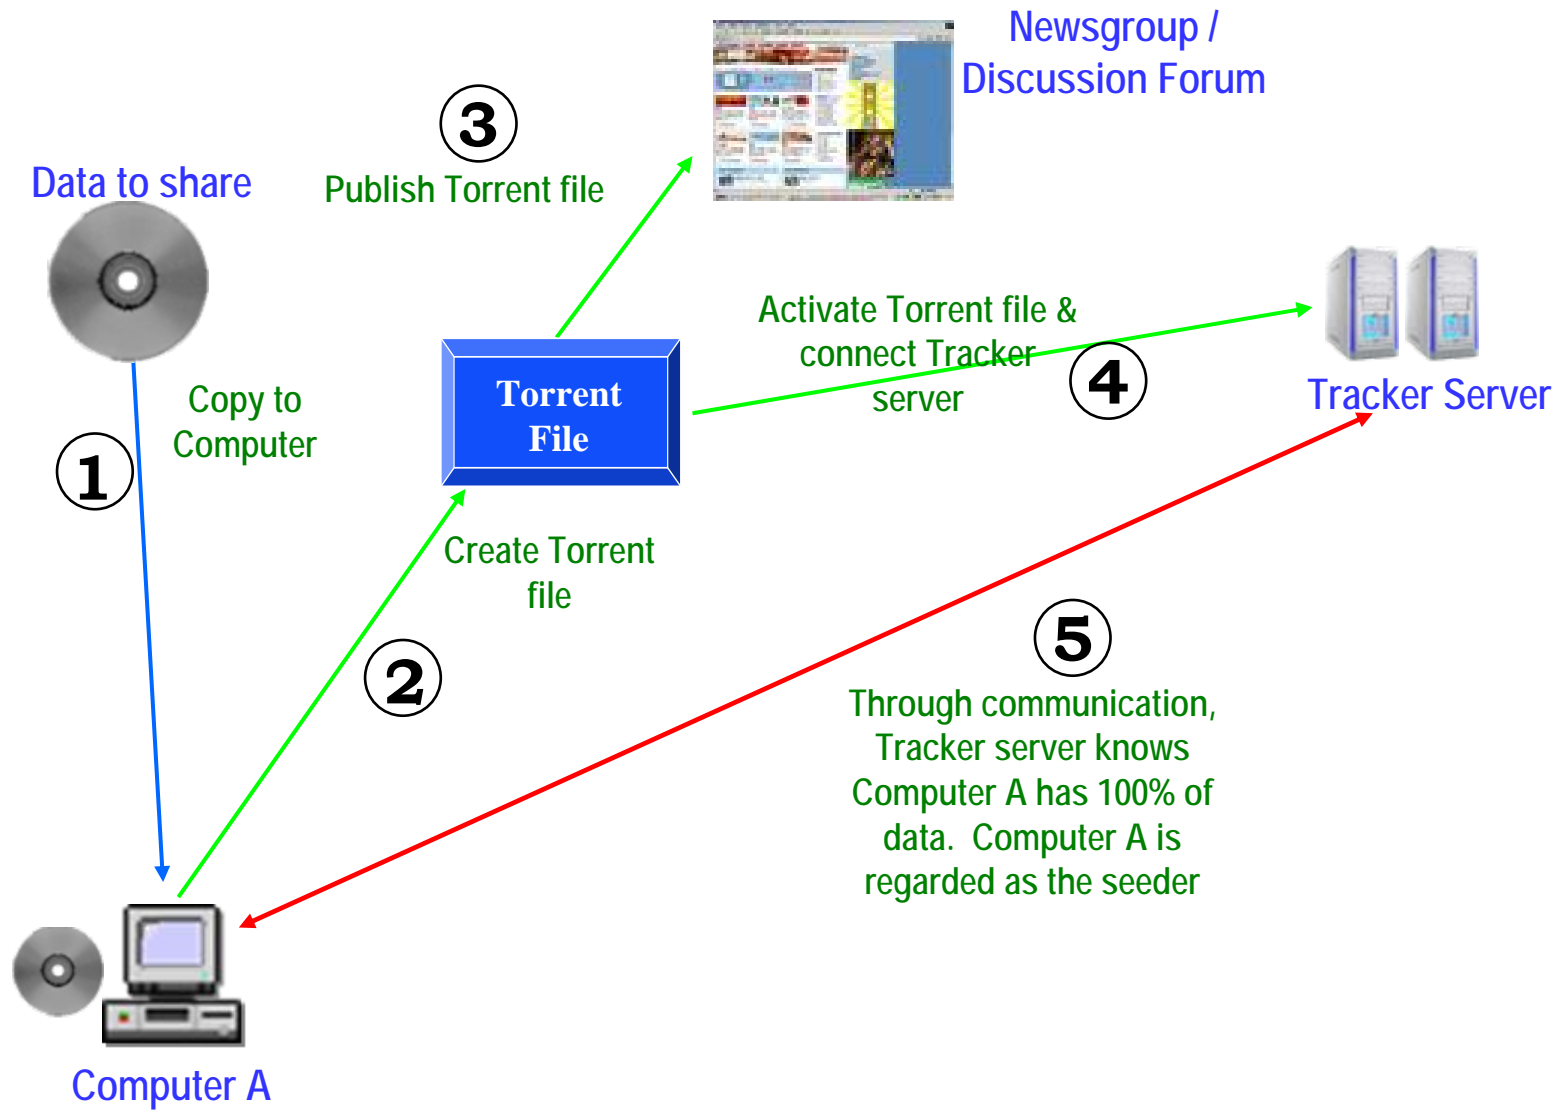 Newsgroup /
Discussion Forum
3
Publish Torrent file
Data to share
Activate Torrent file &
connect Tracker
server
4
Tracker Server
Copy to
Computer
1
Torrent
File
Create Torrent
file
2
5
Through communication,
Tracker server knows
Computer A has 100% of
data. Computer A is
regarded as the seeder
Computer A